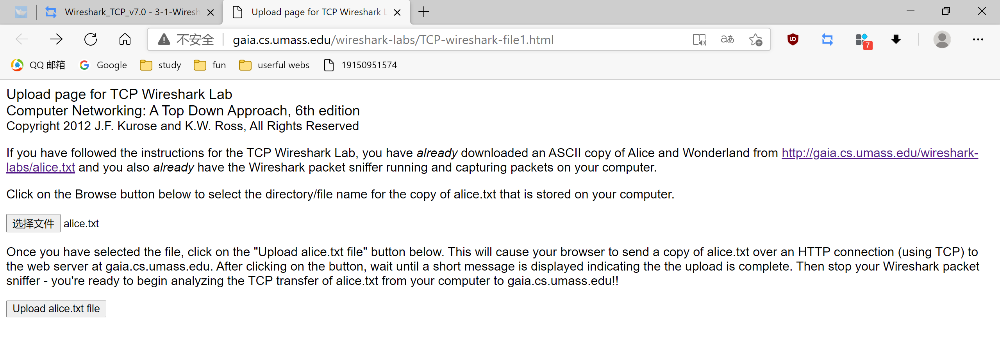 Wireshark_TCP_v7.0 - 3-1-Wiresh
Upload page for TCP Wireshark L
不安全
gaia.cs.umass.edu/wireshark-labs/TCP-wireshark-file1.html
aあ
7
QQ 邮箱
Google
study
fun
userful webs
19150951574
Upload page for TCP Wireshark Lab
Computer Networking: A Top Down Approach, 6th edition
Copyright 2012 J.F. Kurose and K.W. Ross, All Rights Reserved
If you have followed the instructions for the TCP Wireshark Lab, you have already downloaded an ASCII copy of Alice and Wonderland from http://gaia.cs.umass.edu/wireshark-
labs/alice.txt and you also already have the Wireshark packet sniffer running and capturing packets on your computer.
Click on the Browse button below to select the directory/file name for the copy of alice.txt that is stored on your computer.
选择文件 alice.txt
Once you have selected the file, click on the "Upload alice.txt file" button below. This will cause your browser to send a copy of alice.txt over an HTTP connection (using TCP) to
the web server at gaia.cs.umass.edu. After clicking on the button, wait until a short message is displayed indicating the the upload is complete. Then stop your Wireshark packet
sniffer - you're ready to begin analyzing the TCP transfer of alice.txt from your computer to gaia.cs.umass.edu!!
Upload alice.txt file